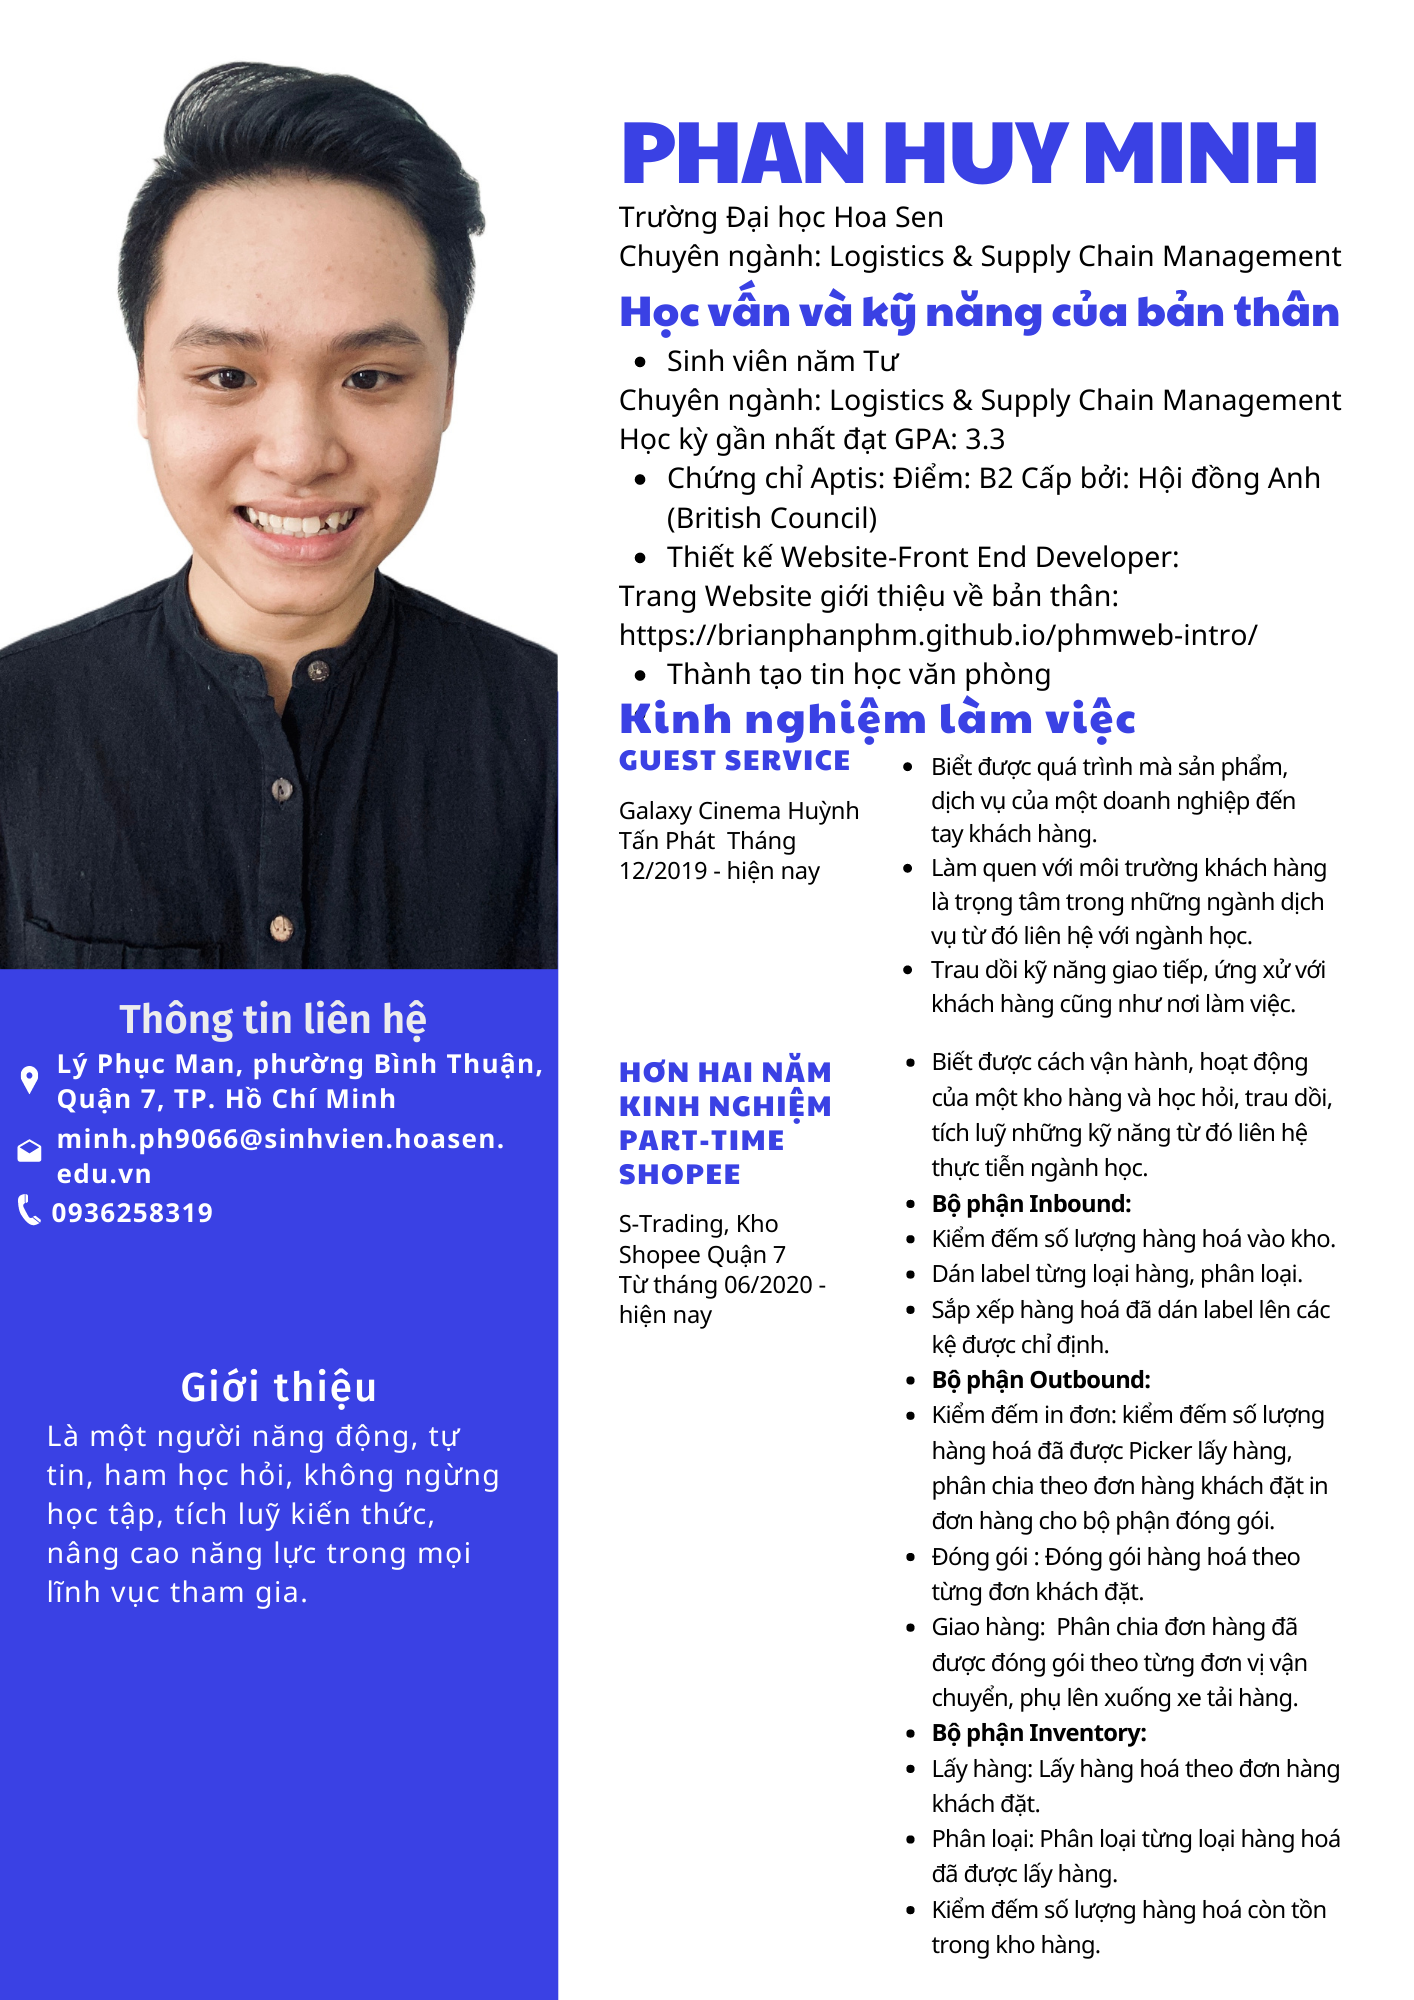 PHAN HUY MINH
Trường Đại học Hoa Sen
Chuyên ngành: Logistics & Supply Chain Management
Học vấn và kỹ năng của bản thân
• Sinh viên năm Tư
Chuyên ngành: Logistics & Supply Chain Management
Học kỳ gần nhất đạt GPA: 3.3
• Chứng chỉ Aptis: Điểm: B2 Cấp bởi: Hội đồng Anh
(British Council)
• Thiết kế Website-Front End Developer:
Trang Website giới thiệu về bản thân:
https://brianphanphm.github.io/phmweb-intro/
• Thành tạo tin học văn phòng
Kinh nghiệm làm việc
GUEST SERVICE
Galaxy Cinema Huỳnh
Tấn Phát  Tháng
12/2019 - hiện nay
• Biểt được quá trình mà sản phẩm,
dịch vụ của một doanh nghiệp đến
tay khách hàng.
• Làm quen với môi trường khách hàng
là trọng tâm trong những ngành dịch
vụ từ đó liên hệ với ngành học.
• Trau dồi kỹ năng giao tiếp, ứng xử với
khách hàng cũng như nơi làm việc.
HƠN HAI NĂM
KINH NGHIỆM
PART-TIME
SHOPEE
S-Trading, Kho
Shopee Quận 7
Từ tháng 06/2020 -
hiện nay
• Biết được cách vận hành, hoạt động
của một kho hàng và học hỏi, trau dồi,
tích luỹ những kỹ năng từ đó liên hệ
thực tiễn ngành học.
• Bộ phận Inbound:
• Kiểm đếm số lượng hàng hoá vào kho.
• Dán label từng loại hàng, phân loại.
• Sắp xếp hàng hoá đã dán label lên các
kệ được chỉ định.
• Bộ phận Outbound:
• Kiểm đếm in đơn: kiểm đếm số lượng
hàng hoá đã được Picker lấy hàng,
phân chia theo đơn hàng khách đặt in
đơn hàng cho bộ phận đóng gói.
• Đóng gói : Đóng gói hàng hoá theo
từng đơn khách đặt.
• Giao hàng:  Phân chia đơn hàng đã
được đóng gói theo từng đơn vị vận
chuyển, phụ lên xuống xe tải hàng.
• Bộ phận Inventory:
• Lấy hàng: Lấy hàng hoá theo đơn hàng
khách đặt.
• Phân loại: Phân loại từng loại hàng hoá
đã được lấy hàng.
• Kiểm đếm số lượng hàng hoá còn tồn
trong kho hàng.
Thông tin liên hệ
Lý Phục Man, phường Bình Thuận,
Quận 7, TP. Hồ Chí Minh
minh.ph9066@sinhvien.hoasen.
edu.vn
0936258319
Giới thiệu
Là một người năng động, tự
tin, ham học hỏi, không ngừng
học tập, tích luỹ kiến thức,
nâng cao năng lực trong mọi
lĩnh vục tham gia.